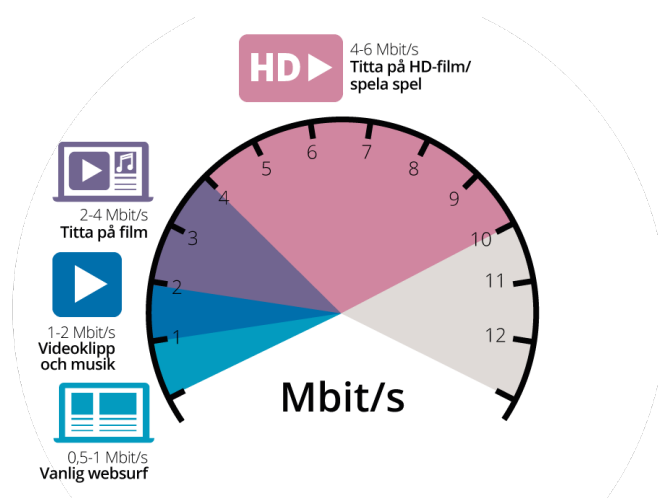 HD
4-6 Mbit/s
Titta på HD-film/
spela spel
2-4 Mbit/s
Titta på film
1-2 Mbit/s
Videoklipp
och musik
0,5-1 Mbit/s
Vanlig websurf
1
2
3
4
5
6
7
8
9
10
11
12
Mbit/s